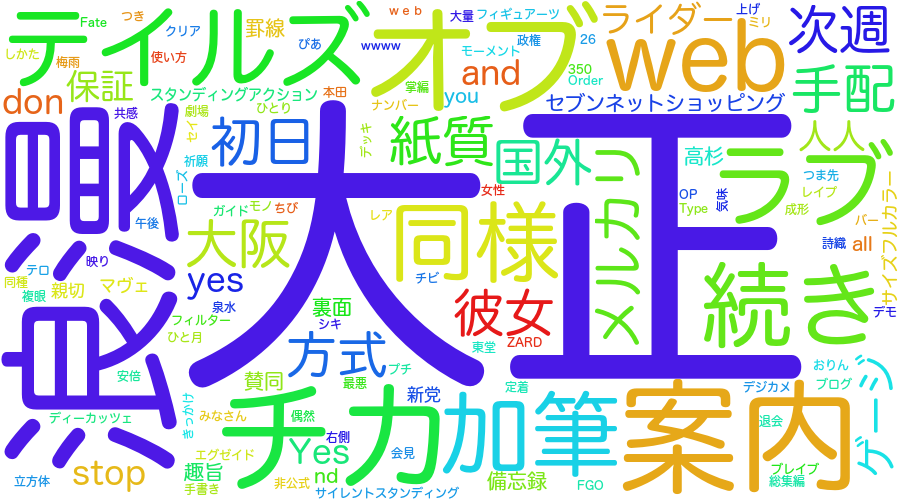 つき
ｗｅｂ
上げ
Fate
クリア
大量
フィギュアーツ
ミリ
テイルズ
罫線
ぴあ
wwww
オブ
政権
26
ライダー
次週
しかた
梅雨
使い方
モーメント
web
保証
掌編
and
350
Order
手配
don
スタンディングアクション
本田
ナンバー
you
セブンネットショッピング
共感
劇場
ひとり
照眼
初日
セイ
デッキ
紙質
国外
メルカリ
高杉
人人
ラブ
祈願
ローズ
女性
OP
Type
仮装
つま先
レイプ
成形
サイズフルカラー
午後
ガイド
モノ
ちび
レア
同様
バー
大正
大阪
詩織
all
映り
テロ
同種
複眼
親切
マヴェ
yes
チビ
続き
泉水
裏面
シキ
彼女
デモ
フィルター
ひと月
方式
ZARD
東堂
安倍
賛同
最悪
プチ
新党
定着
おりん
デジカメ
ブログ
ゲージ
きっかけ
みなさん
偶然
チカ
加筆
案内
ディーカッツェ
右側
Yes
会見
退会
エグゼイド
stop
趣旨
nd
備忘録
プレイプ
総集編
立方体
手書き
非公式
サイレントスタンディング
FGO